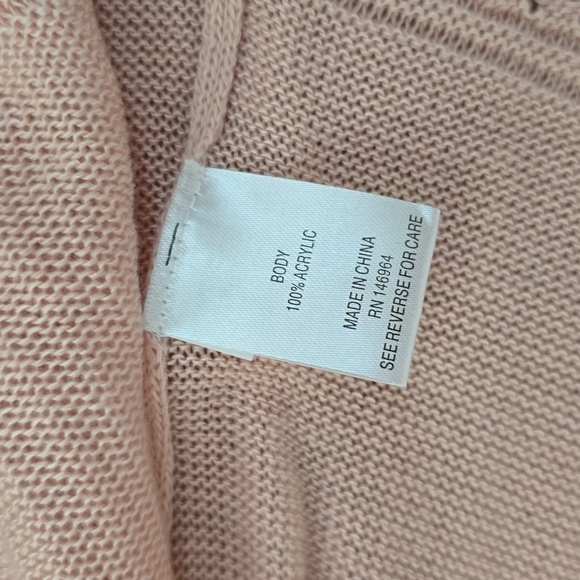 BODY
100% ACRYLIC
MADE IN CHINA
RN 146964
SEE REVERSE FOR CARE